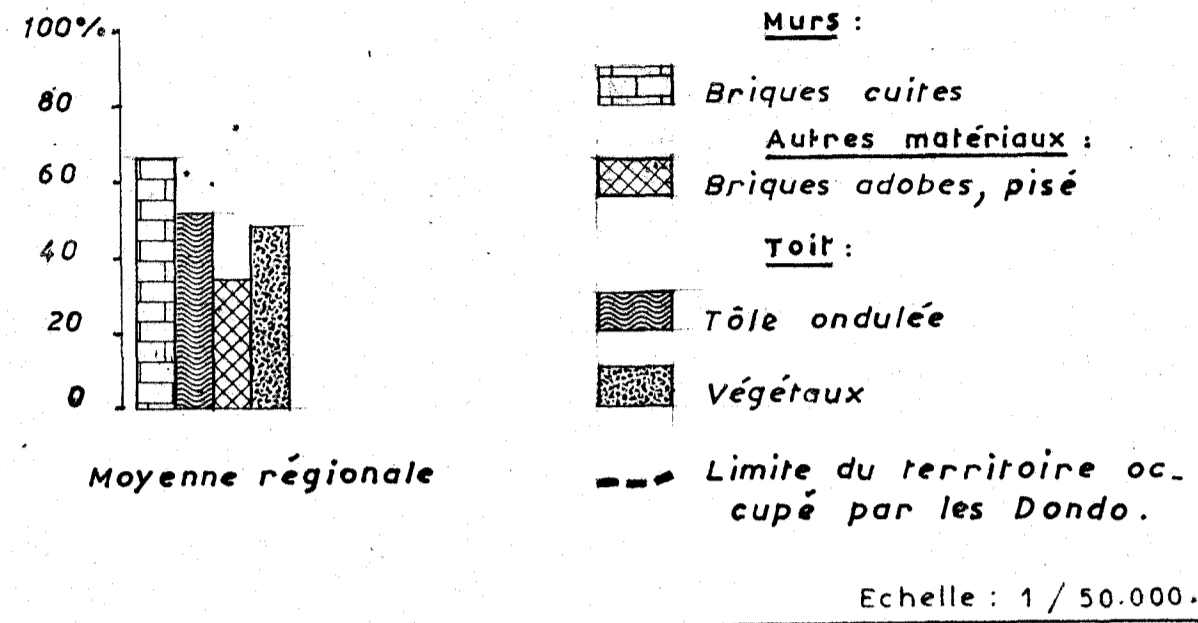 100%
80
60
40
20
0
Moyenne régionale
Murs :
Briques cuites
Autres matériaux :
Briques adobes, pisé
Toit :
Tôle ondulée
Végétaux
Limite du territoire oc-
cupé par les Dondo.
Echelle : 1 / 50.000.